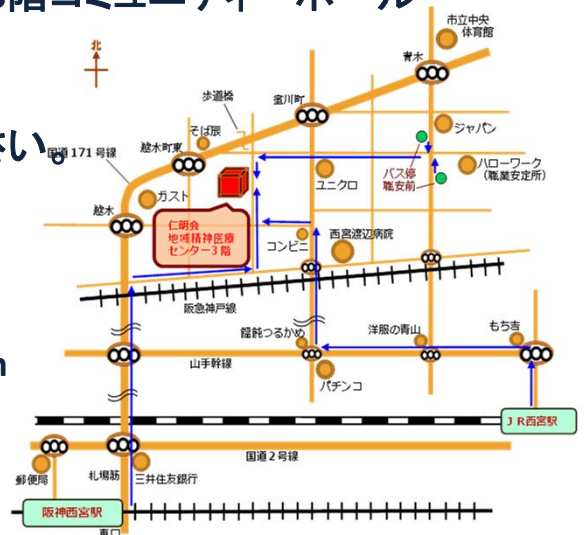 階コミュニティーホール
市立中央
体育館
北
青木
歩道橋
室川町
そば辰
ジャパン
さい。
国道171号線
越水町東
ハローワーク
(職業安定所)
バス停
職安前
ユニクロ
ガスト
越水
仁明会
地域精神医療
センター3階
コンビニ
西宮渡辺病院
阪急神戸線
饂飩つるかめ
洋服の青山
もち吉
m
山手幹線
パチンコ
JR西宮駅
国道2号線
郵便局
札場筋
三井住友銀行
阪神西宮駅
東口